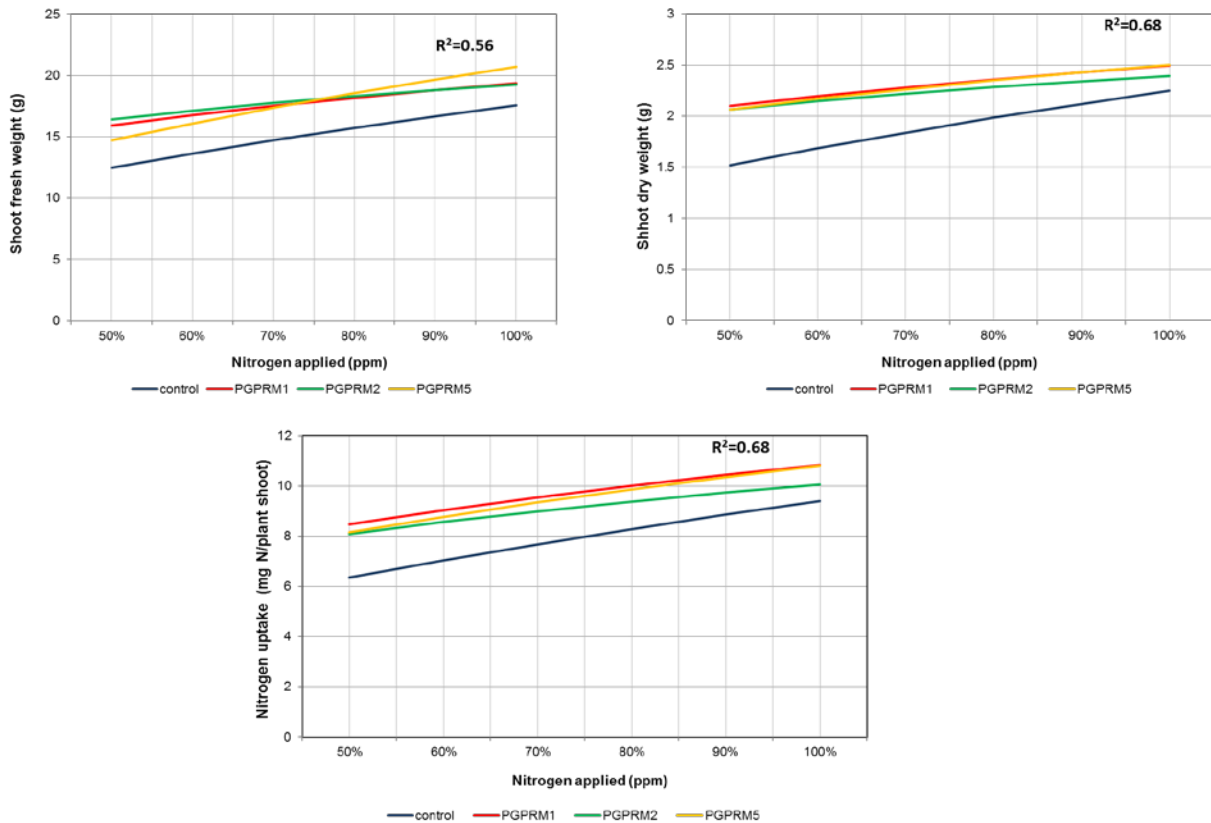 Shoot fresh weight (g)
25
20
15
10
5
0
R²=0.56
50% 60% 70% 80% 90% 100%
Nitrogen applied (ppm)
control PGPRM1 PGPRM2 PGPRM5
Shhot dry weight (g)
3
2.5
2
1.5
1
0.5
0
R²=0.68
50% 60% 70% 80% 90% 100%
Nitrogen applied (ppm)
control PGPRM1 PGPRM2 PGPRM5
Nitrogen uptake (mg N/plant shoot)
12
10
8
6
4
2
0
R²=0.68
50% 60% 70% 80% 90% 100%
Nitrogen applied (ppm)
control PGPRM1 PGPRM2 PGPRM5